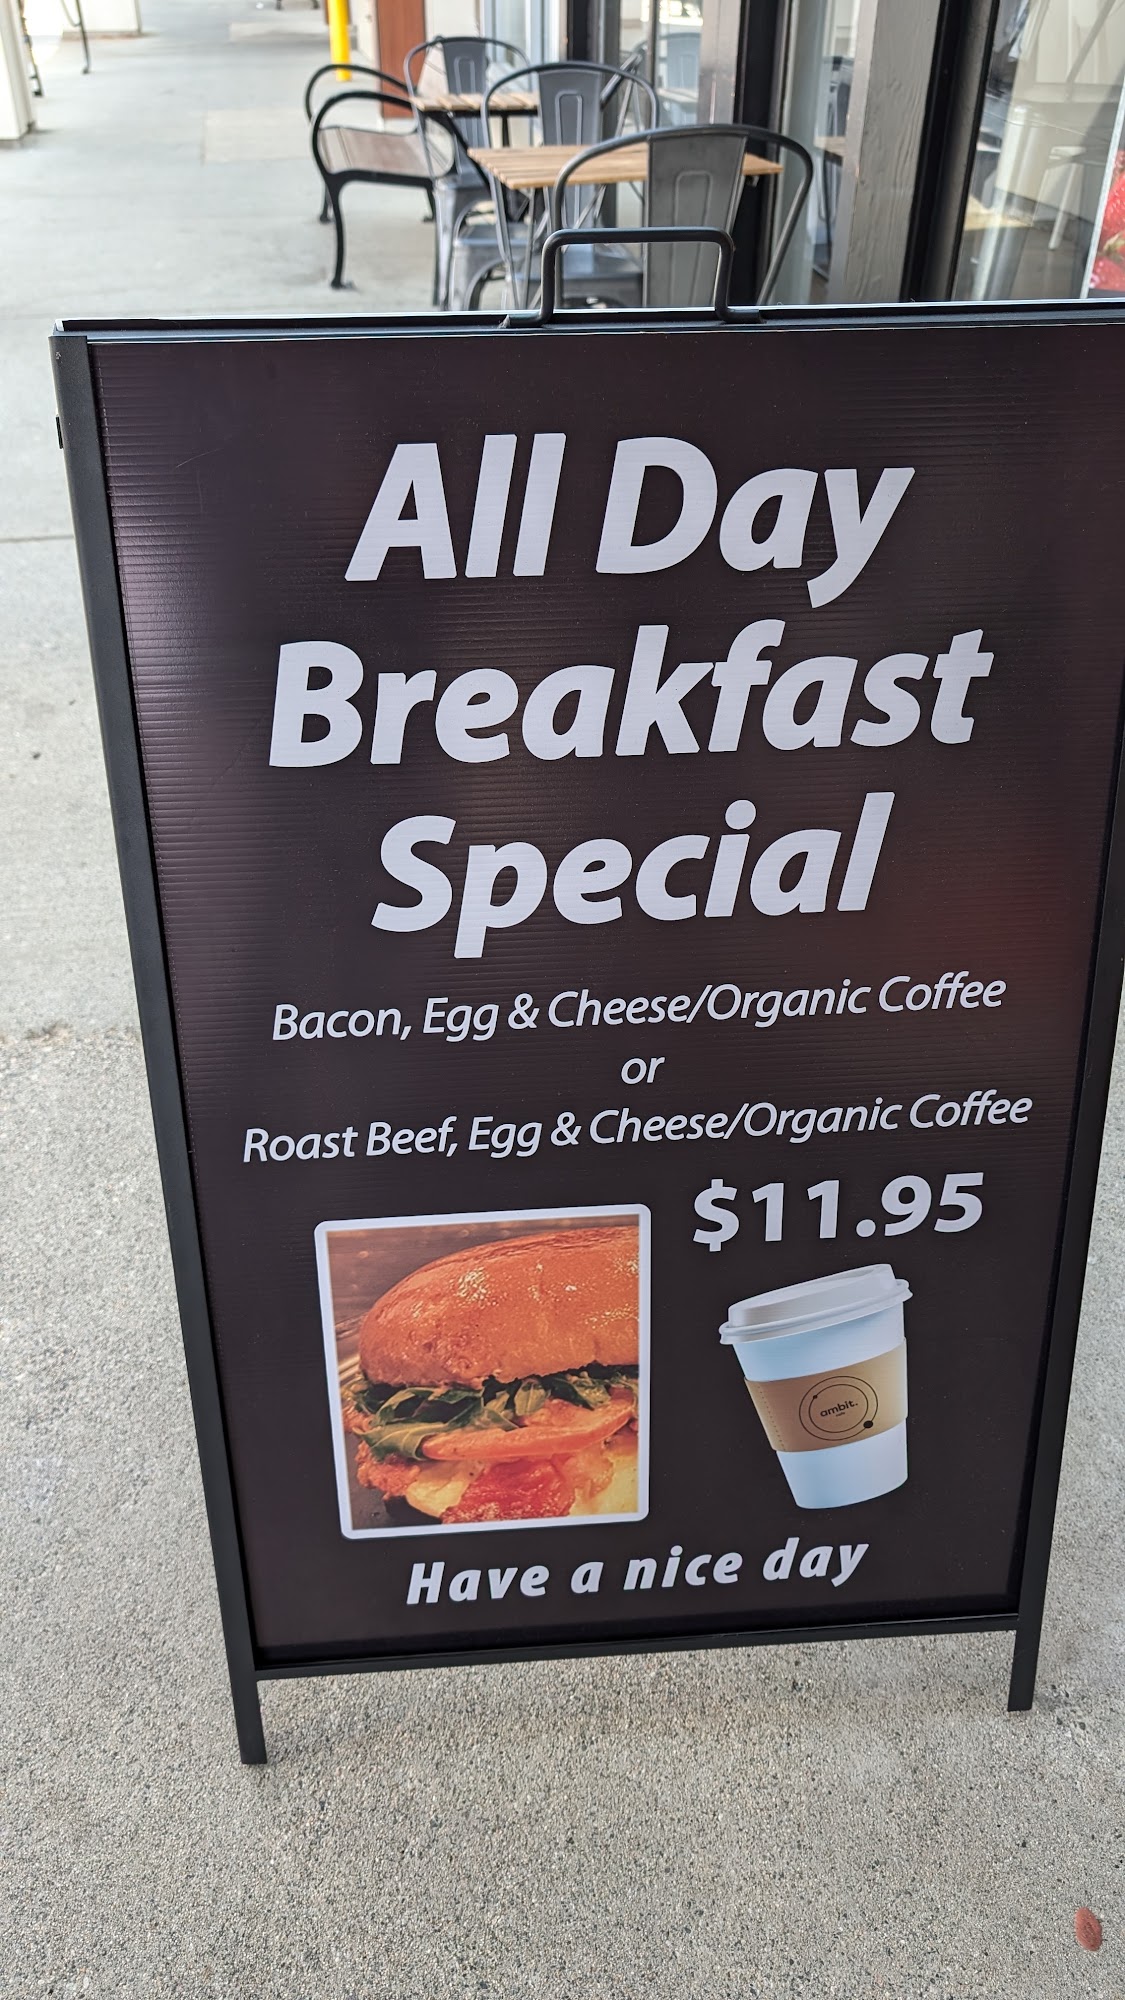 All Day
Breakfast
Special
Bacon, Egg & Cheese/Organic Coffee
or
Roast Beef, Egg & Cheese/Organic Coffee
$11.95
ambit.
Have a nice day